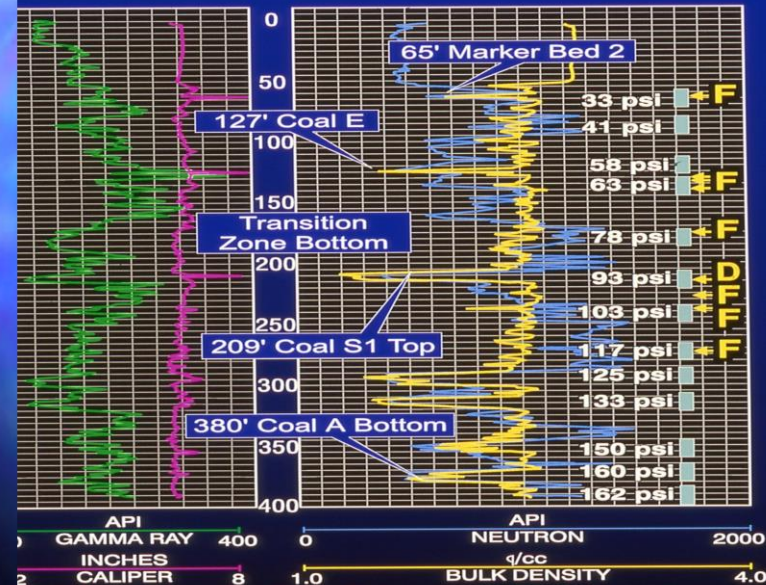 0
65' Marker Bed 2
50
33 psi F
127' Coal E
41 psi
100
58 psi
63 psi F
150
Transition
Zone Bottom
78 psi F
200
93 psi D
F
103 psi
F
250
209' Coal S1 Top
117 psi F
125 psi
300
133 psi
380' Coal A Bottom
150 psi
350
160 psi
162 psi
400
API
GAMMA RAY 400
INCHES
CALIPER 8
API
0 NEUTRON 2000
g/cc
1.0 BULK DENSITY 4.0